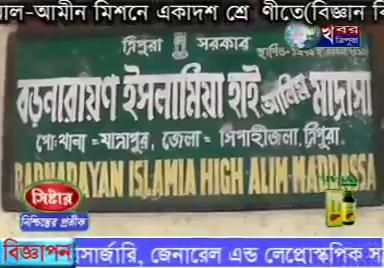 আল-আমীন মিশনে একাদশ শ্রেণীতে(বিজ্ঞান
খবর
ত্রিপুরা
ত্রিপুরা সরকার
স্থাপিত-
বড়নারায়ণ ইসলামিয়া হাই আলিম মাদ্রাসা
পো:থানা=যাত্রাপুর, জেলা= সিপাহীজলা, ত্রিপুরা.
BARNARAYAN ISLAMIA HIGH ALIM MADRASSA
সিষ্টার
নিশ্চিন্তের প্রতীক
বিজ্ঞাপন
সার্জারি, জেনারেল এন্ড লেপ্রোস্কপিক